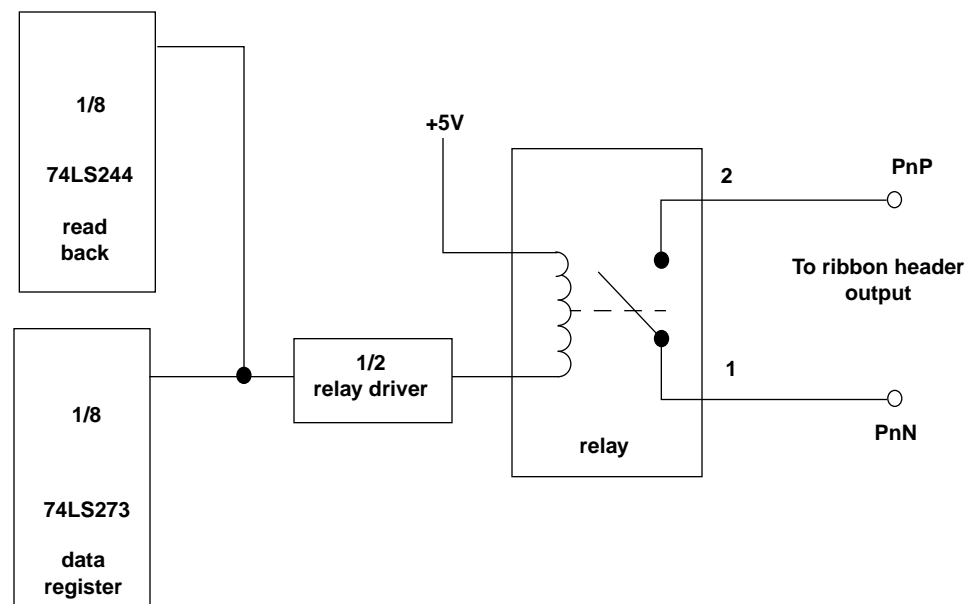 1/8
74LS244
read
back
1/8
74LS273
data
register
1/2
relay driver
+5V
relay
2
1
PnP
To ribbon header
output
PnN